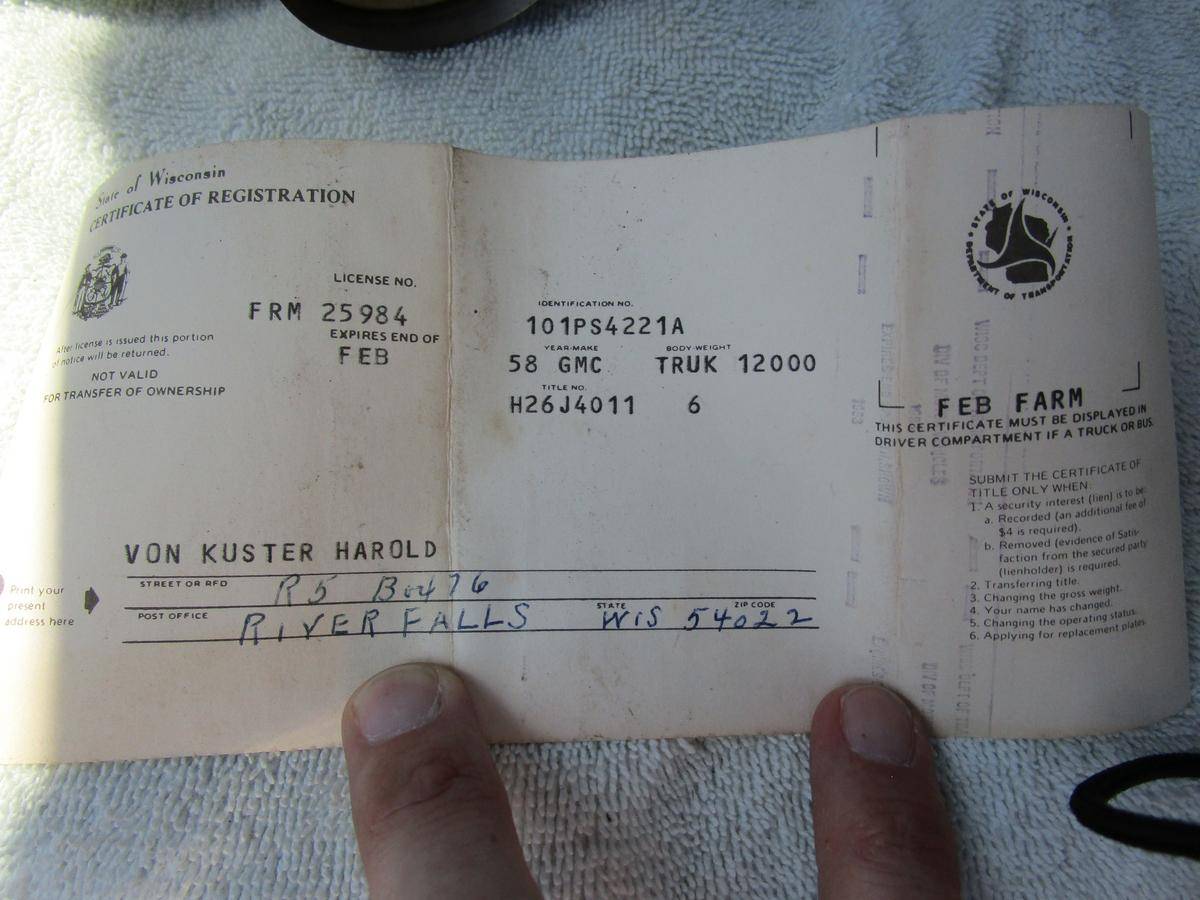 State of Wisconsin
CERTIFICATE OF REGISTRATION
LICENSE NO.
FRM 25984
EXPIRES END OF
FEB
After license is issued this portion
of notice will be returned.
NOT VALID
FOR TRANSFER OF OWNERSHIP
IDENTIFICATION NO.
101PS4221A
YEAR-MAKE BODY-WEIGHT
58 GMC TRUK 12000
TITLE NO.
H26J4011 6
VON KUSTER HAROLD
STREET OR RFD R5 Box 76
POST OFFICE RIVER FALLS STATE WIS ZIP CODE 54022
Print your
present
address here
STATE OF WISCONSIN
DEPARTMENT OF TRANSPORTATION
FEB FARM
THIS CERTIFICATE MUST BE DISPLAYED IN
DRIVER COMPARTMENT IF A TRUCK OR BUS.
SUBMIT THE CERTIFICATE OF
TITLE ONLY WHEN:
1. A security interest (lien) is to be:
a. Recorded (an additional fee of
$4 is required).
b. Removed (evidence of Satis-
faction from the secured party
(lienholder) is required.
2. Transferring title.
3. Changing the gross weight.
4. Your name has changed.
5. Changing the operating status.
6. Applying for replacement plates.